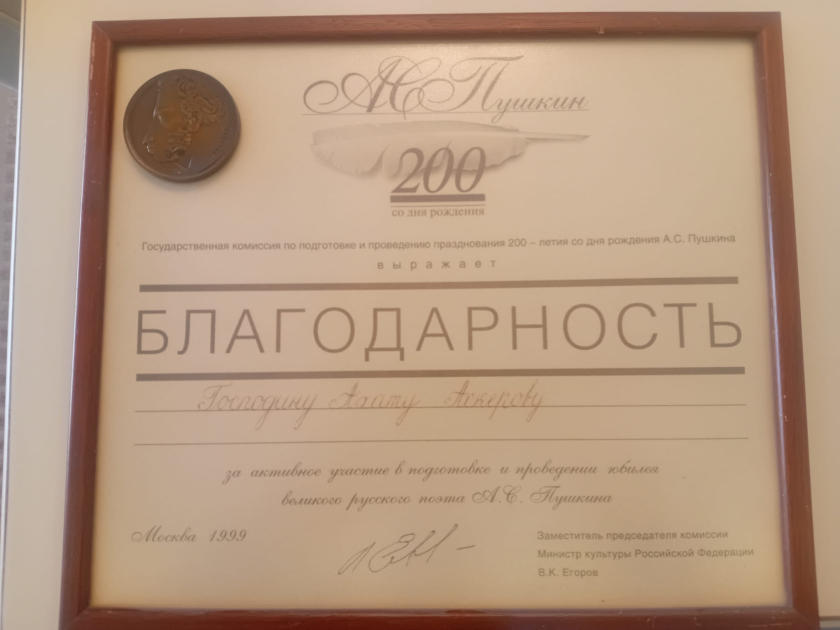 А.С. Пушкин
200
со дня рождения
Государственная комиссия по подготовке и проведению празднования 200 – летия со дня рождения А.С. Пушкина
выражает
БЛАГОДАРНОСТЬ
Господину Аскерову
за активное участие в подготовке и проведении юбилея
великого русского поэта А.С. Пушкина
Москва 1999
Заместитель председателя комиссии
Министр культуры Российской Федерации
В.К. Егоров